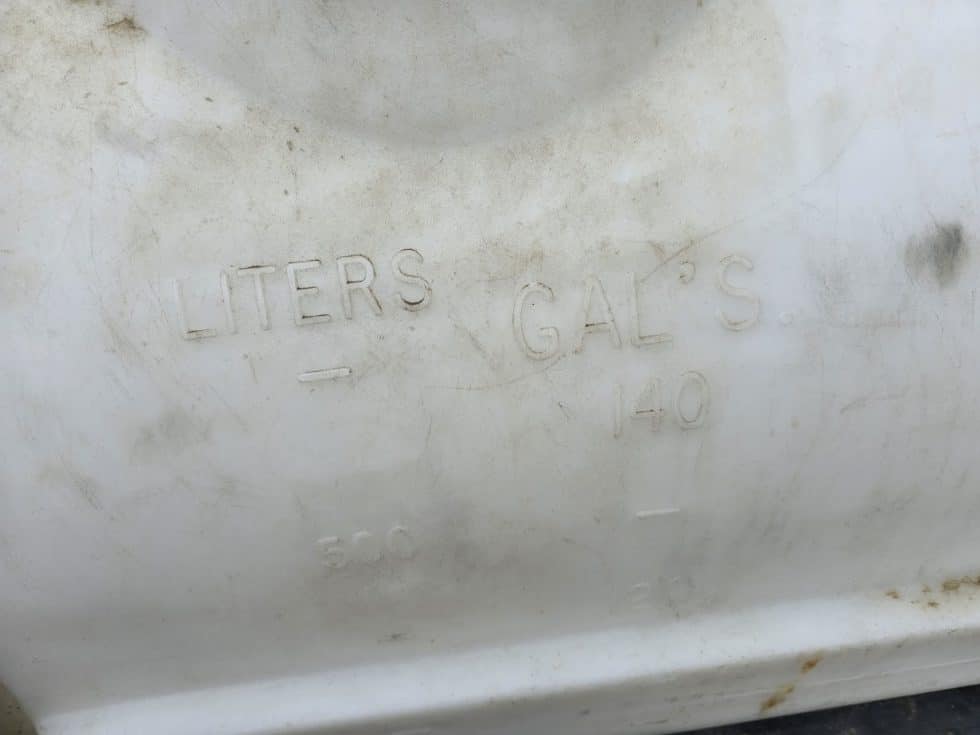 LITERS GAL'S
—
140
500
—